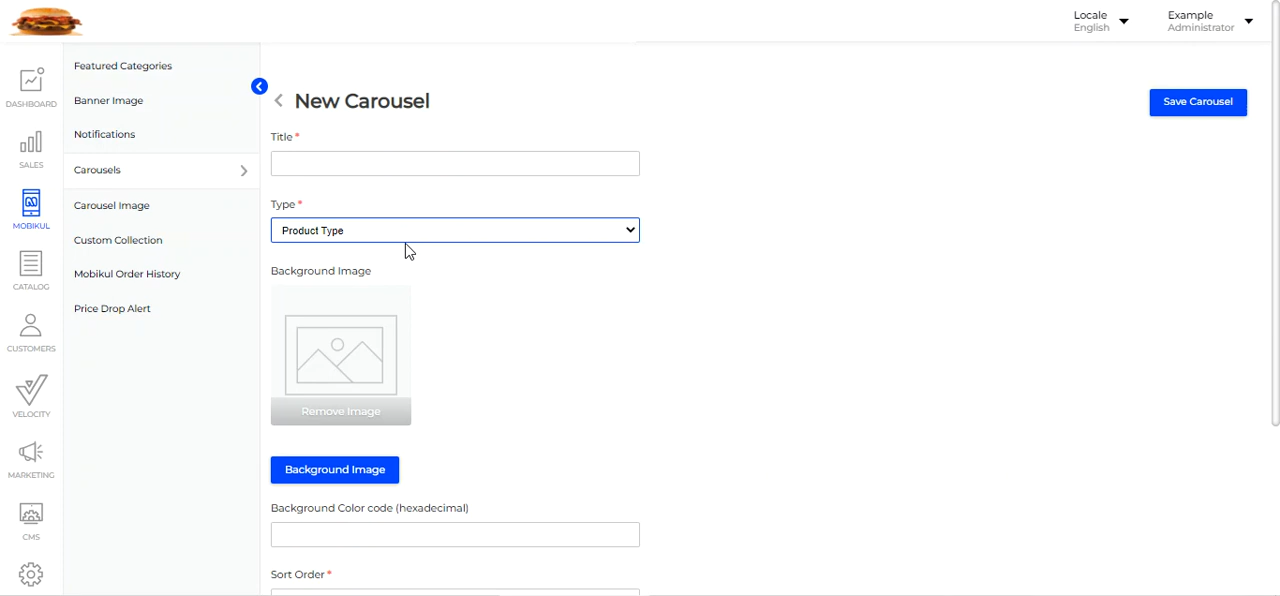 Locale
English
Example
Administrator
DASHBOARD
SALES
MOBIKUL
CATALOG
CUSTOMERS
VELOCITY
MARKETING
CMS
Featured Categories
Banner Image
Notifications
Carousels
Carousel Image
Custom Collection
Mobikul Order History
Price Drop Alert
New Carousel
Save Carousel
Title *
Type *
Product Type
Background Image
Remove Image
Background Image
Background Color code (hexadecimal)
Sort Order *